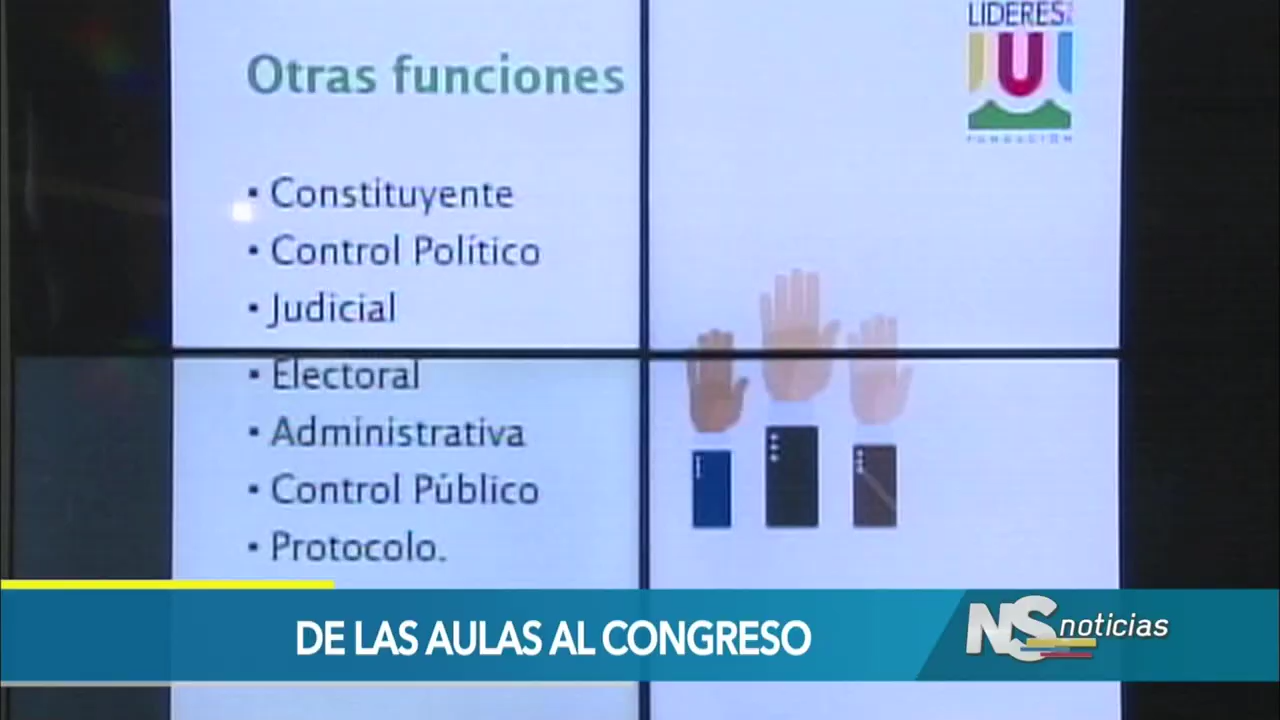 LIDERES
Otras funciones
FUNDACIÓN
• Constituyente
• Control Político
• Judicial
• Electoral
• Administrativa
• Control Público
• Protocolo.
DE LAS AULAS AL CONGRESO
NS noticias